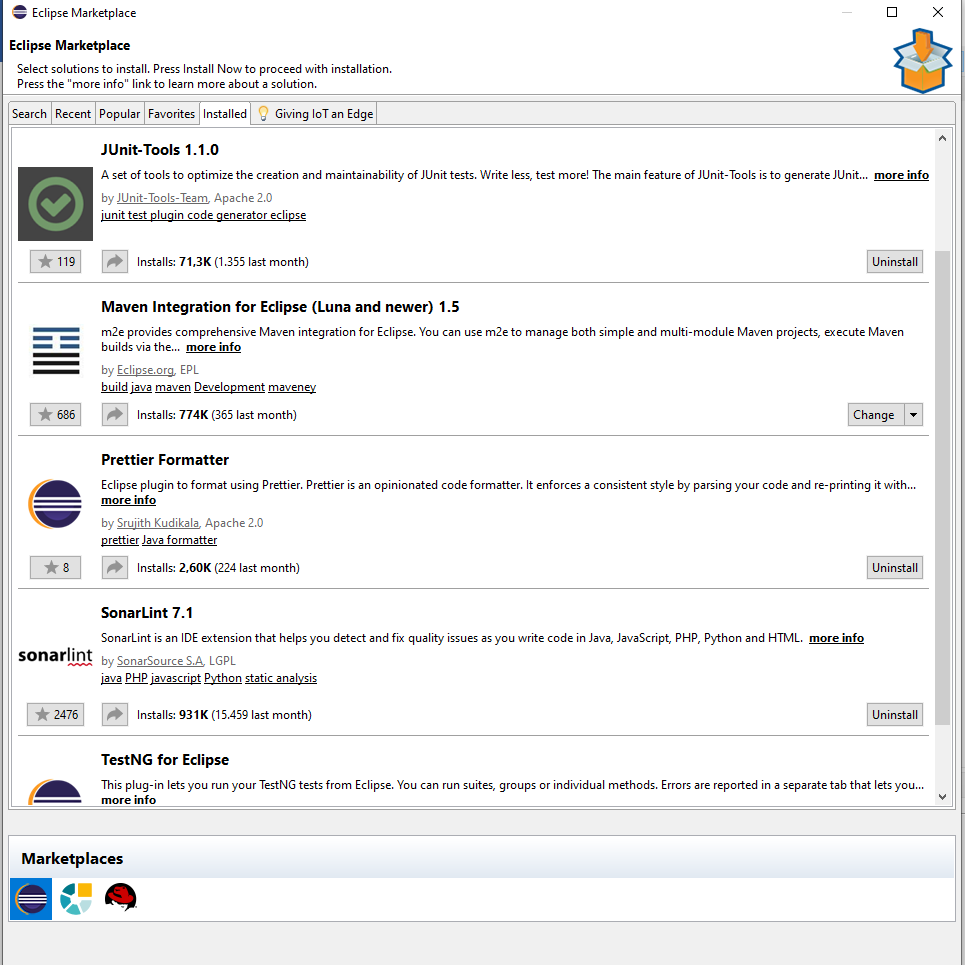 Eclipse Marketplace
Eclipse Marketplace
Select solutions to install. Press Install Now to proceed with installation.
Press the "more info" link to learn more about a solution.
Search Recent Popular Favorites Installed Giving IoT an Edge
JUnit-Tools 1.1.0
A set of tools to optimize the creation and maintainability of JUnit tests. Write less, test more! The main feature of JUnit-Tools is to generate JUnit... more info
by JUnit-Tools-Team, Apache 2.0
junit test plugin code generator eclipse
119 Installs: 71,3K (1.355 last month) Uninstall
Maven Integration for Eclipse (Luna and newer) 1.5
m2e provides comprehensive Maven integration for Eclipse. You can use m2e to manage both simple and multi-module Maven projects, execute Maven
builds via the... more info
by Eclipse.org, EPL
build java maven Development maveney
686 Installs: 774K (365 last month) Change
Prettier Formatter
Eclipse plugin to format using Prettier. Prettier is an opinionated code formatter. It enforces a consistent style by parsing your code and re-printing it with...
more info
by Srujith Kudikala, Apache 2.0
prettier Java formatter
8 Installs: 2,60K (224 last month) Uninstall
SonarLint 7.1
SonarLint is an IDE extension that helps you detect and fix quality issues as you write code in Java, JavaScript, PHP, Python and HTML. more info
sonarlint
by SonarSource S.A, LGPL
java PHP javascript Python static analysis
2476 Installs: 931K (15.459 last month) Uninstall
TestNG for Eclipse
This plug-in lets you run your TestNG tests from Eclipse. You can run suites, groups or individual methods. Errors are reported in a separate tab that lets you...
more info
Marketplaces